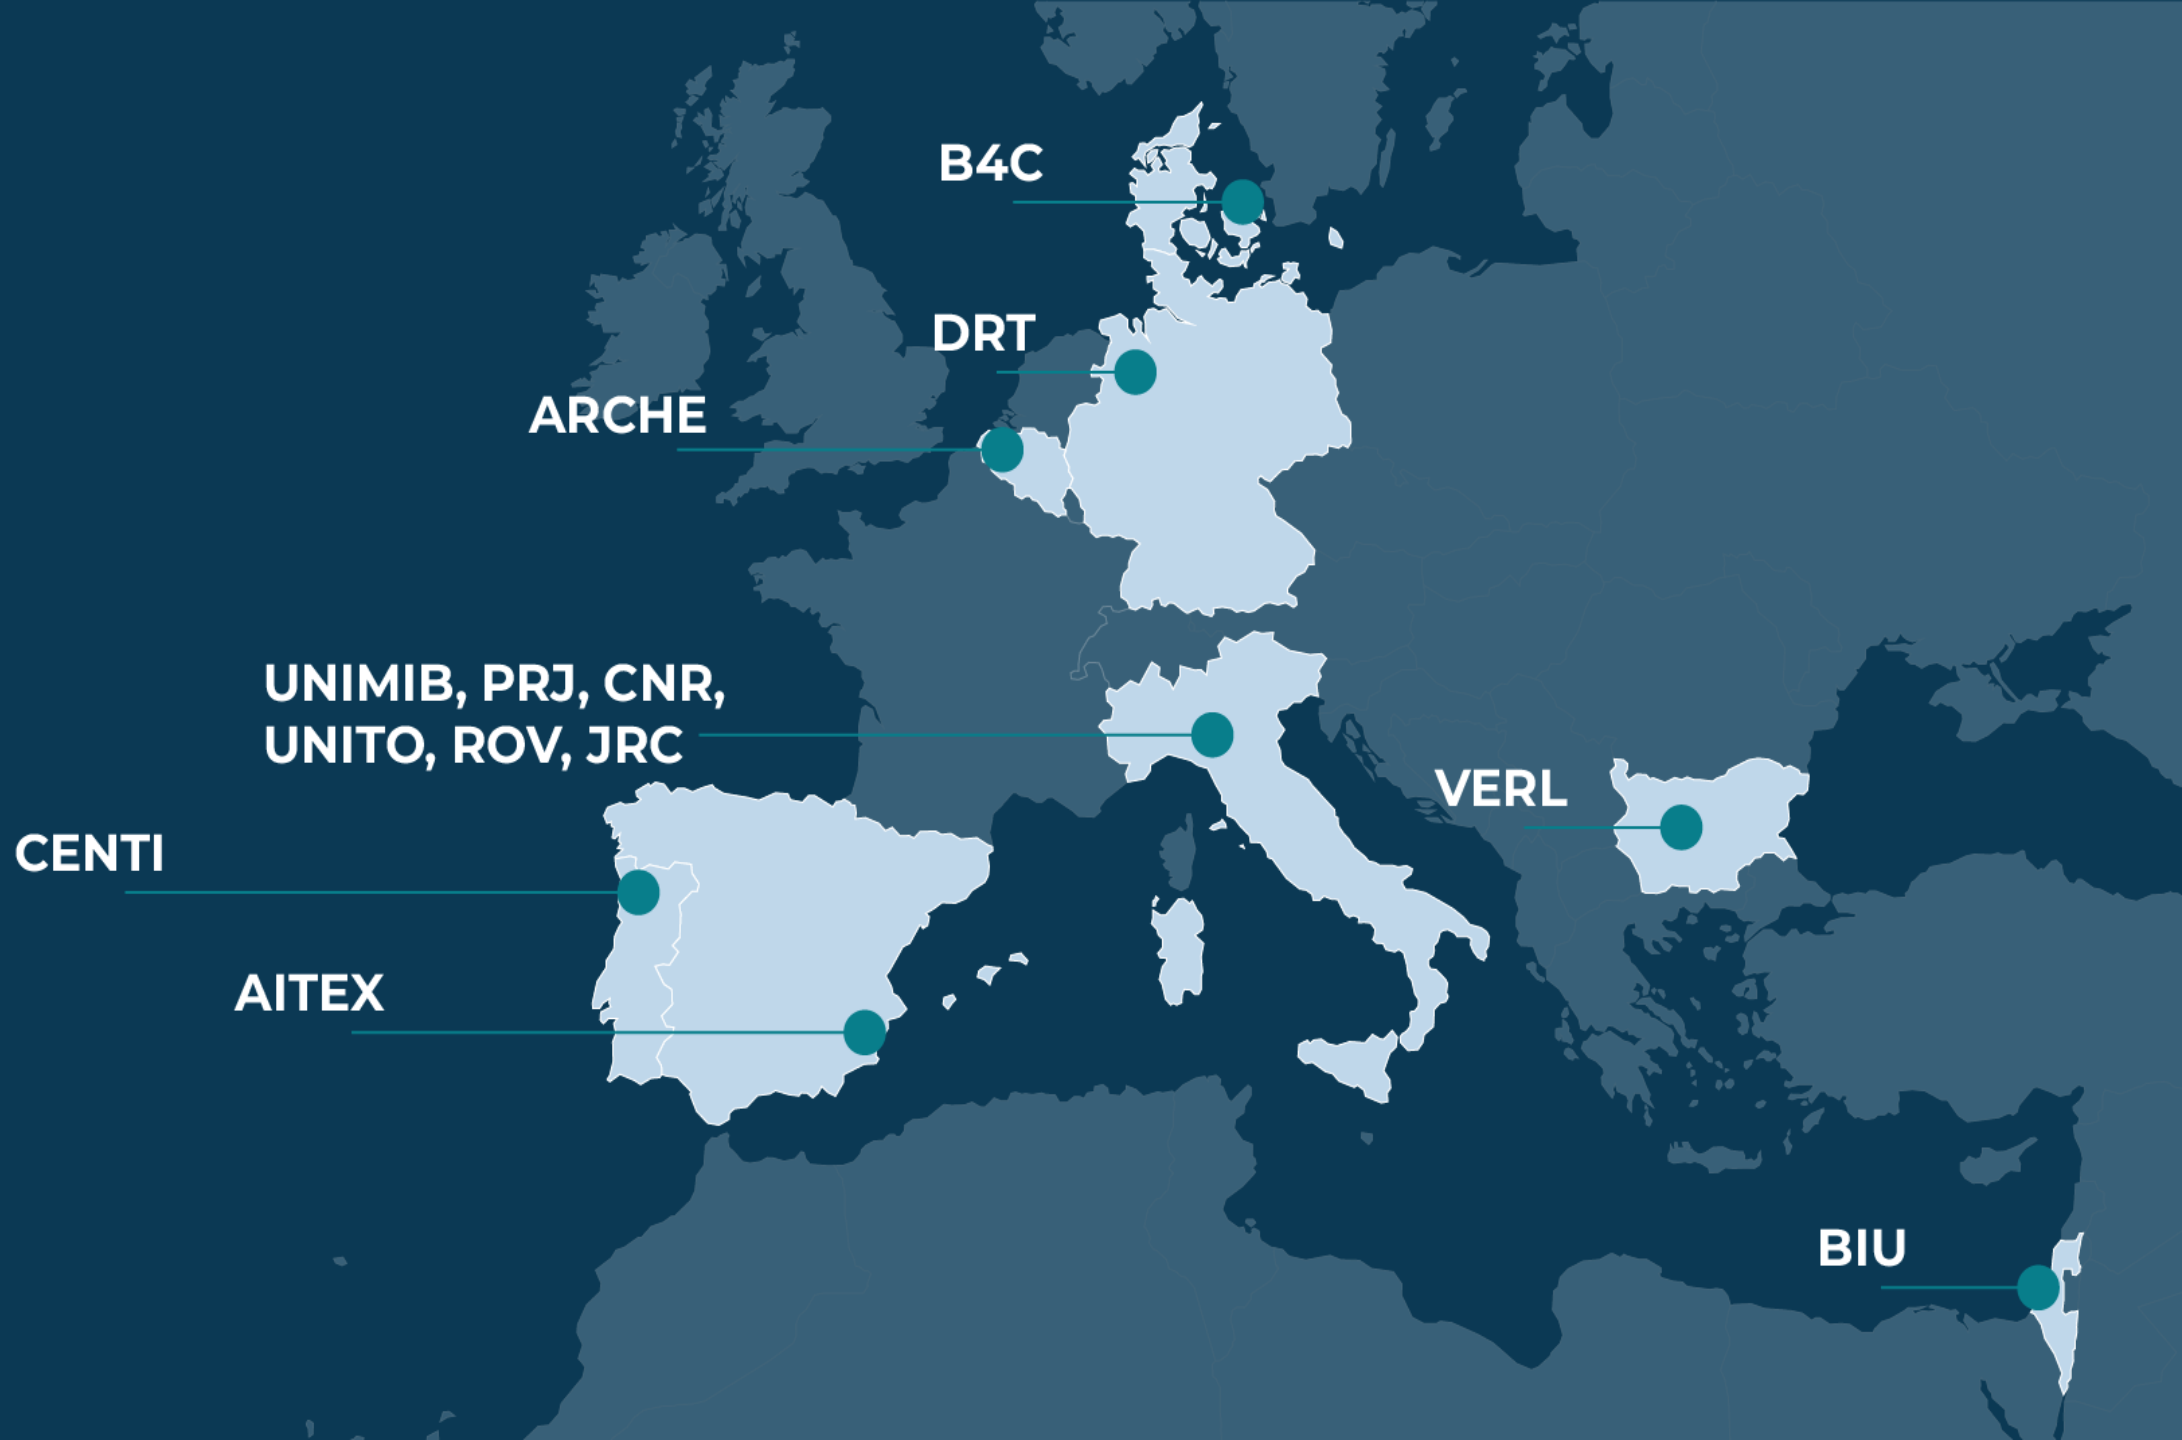 B4C
DRT
ARCHE
UNIMIB, PRJ, CNR,
UNITO, ROV, JRC
VERL
CENTI
AITEX
BIU